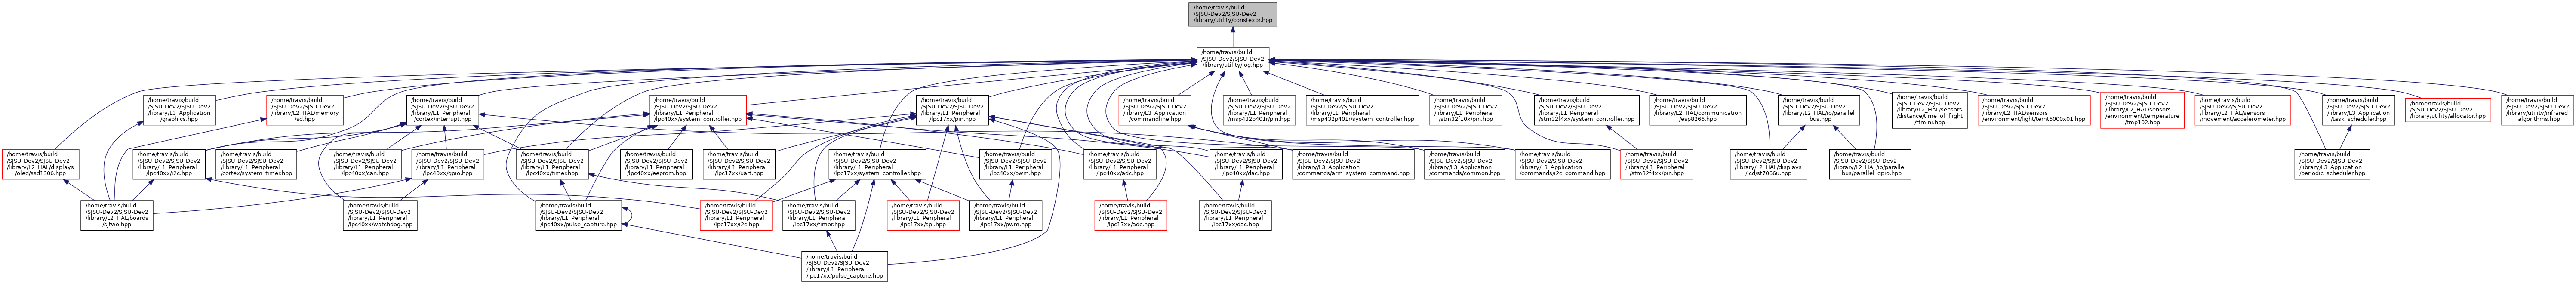 /home/travis/build
/SJSU-Dev2/SJSU-Dev2
/library/utility/constexpr.hpp
/home/travis/build
/SJSU-Dev2/SJSU-Dev2
/library/utility/log.hpp
/home/travis/build
/SJSU-Dev2/SJSU-Dev2
/library/L3_Application
/graphics.hpp
/home/travis/build
/SJSU-Dev2/SJSU-Dev2
/library/L2_HAL/memory
/sd.hpp
/home/travis/build
/SJSU-Dev2/SJSU-Dev2
/library/L1_Peripheral
/cortex/interrupt.hpp
/home/travis/build
/SJSU-Dev2/SJSU-Dev2
/library/L1_Peripheral
/lpc40xx/system_controller.hpp
/home/travis/build
/SJSU-Dev2/SJSU-Dev2
/library/L1_Peripheral
/lpc17xx/pin.hpp
/home/travis/build
/SJSU-Dev2/SJSU-Dev2
/library/L3_Application
/commandline.hpp
/home/travis/build
/SJSU-Dev2/SJSU-Dev2
/library/L1_Peripheral
/msp432p401r/pin.hpp
/home/travis/build
/SJSU-Dev2/SJSU-Dev2
/library/L1_Peripheral
/msp432p401r/system_controller.hpp
/home/travis/build
/SJSU-Dev2/SJSU-Dev2
/library/L1_Peripheral
/stm32f10x/pin.hpp
/home/travis/build
/SJSU-Dev2/SJSU-Dev2
/library/L1_Peripheral
/stm32f4xx/system_controller.hpp
/home/travis/build
/SJSU-Dev2/SJSU-Dev2
/library/L2_HAL/communication
/esp8266.hpp
/home/travis/build
/SJSU-Dev2/SJSU-Dev2
/library/L2_HAL/io/parallel
_bus.hpp
/home/travis/build
/SJSU-Dev2/SJSU-Dev2
/library/L2_HAL/sensors
/distance/time_of_flight
/tfmini.hpp
/home/travis/build
/SJSU-Dev2/SJSU-Dev2
/library/L2_HAL/sensors
/environment/light/temt6000x01.hpp
/home/travis/build
/SJSU-Dev2/SJSU-Dev2
/library/L2_HAL/sensors
/environment/temperature
/tmp102.hpp
/home/travis/build
/SJSU-Dev2/SJSU-Dev2
/library/L2_HAL/sensors
/movement/accelerometer.hpp
/home/travis/build
/SJSU-Dev2/SJSU-Dev2
/library/L3_Application
/task_scheduler.hpp
/home/travis/build
/SJSU-Dev2/SJSU-Dev2
/library/utility/allocator.hpp
/home/travis/build
/SJSU-Dev2/SJSU-Dev2
/library/utility/infrared
_algorithms.hpp
/home/travis/build
/SJSU-Dev2/SJSU-Dev2
/library/L2_HAL/displays
/oled/ssd1306.hpp
/home/travis/build
/SJSU-Dev2/SJSU-Dev2
/library/L1_Peripheral
/lpc40xx/i2c.hpp
/home/travis/build
/SJSU-Dev2/SJSU-Dev2
/library/L1_Peripheral
/cortex/system_timer.hpp
/home/travis/build
/SJSU-Dev2/SJSU-Dev2
/library/L1_Peripheral
/lpc40xx/can.hpp
/home/travis/build
/SJSU-Dev2/SJSU-Dev2
/library/L1_Peripheral
/lpc40xx/gpio.hpp
/home/travis/build
/SJSU-Dev2/SJSU-Dev2
/library/L1_Peripheral
/lpc40xx/timer.hpp
/home/travis/build
/SJSU-Dev2/SJSU-Dev2
/library/L1_Peripheral
/lpc40xx/eeprom.hpp
/home/travis/build
/SJSU-Dev2/SJSU-Dev2
/library/L1_Peripheral
/lpc17xx/uart.hpp
/home/travis/build
/SJSU-Dev2/SJSU-Dev2
/library/L1_Peripheral
/lpc17xx/system_controller.hpp
/home/travis/build
/SJSU-Dev2/SJSU-Dev2
/library/L1_Peripheral
/lpc40xx/pwm.hpp
/home/travis/build
/SJSU-Dev2/SJSU-Dev2
/library/L1_Peripheral
/lpc40xx/adc.hpp
/home/travis/build
/SJSU-Dev2/SJSU-Dev2
/library/L1_Peripheral
/lpc40xx/dac.hpp
/home/travis/build
/SJSU-Dev2/SJSU-Dev2
/library/L3_Application
/commands/arm_system_command.hpp
/home/travis/build
/SJSU-Dev2/SJSU-Dev2
/library/L3_Application
/commands/common.hpp
/home/travis/build
/SJSU-Dev2/SJSU-Dev2
/library/L3_Application
/commands/i2c_command.hpp
/home/travis/build
/SJSU-Dev2/SJSU-Dev2
/library/L1_Peripheral
/stm32f4xx/pin.hpp
/home/travis/build
/SJSU-Dev2/SJSU-Dev2
/library/L2_HAL/displays
/lcd/st7066u.hpp
/home/travis/build
/SJSU-Dev2/SJSU-Dev2
/library/L2_HAL/io/parallel
_bus/parallel_gpio.hpp
/home/travis/build
/SJSU-Dev2/SJSU-Dev2
/library/L3_Application
/periodic_scheduler.hpp
/home/travis/build
/SJSU-Dev2/SJSU-Dev2
/library/L2_HAL/boards
/sjtwo.hpp
/home/travis/build
/SJSU-Dev2/SJSU-Dev2
/library/L1_Peripheral
/lpc40xx/watchdog.hpp
/home/travis/build
/SJSU-Dev2/SJSU-Dev2
/library/L1_Peripheral
/lpc40xx/pulse_capture.hpp
/home/travis/build
/SJSU-Dev2/SJSU-Dev2
/library/L1_Peripheral
/lpc17xx/i2c.hpp
/home/travis/build
/SJSU-Dev2/SJSU-Dev2
/library/L1_Peripheral
/lpc17xx/timer.hpp
/home/travis/build
/SJSU-Dev2/SJSU-Dev2
/library/L1_Peripheral
/lpc17xx/spi.hpp
/home/travis/build
/SJSU-Dev2/SJSU-Dev2
/library/L1_Peripheral
/lpc17xx/pwm.hpp
/home/travis/build
/SJSU-Dev2/SJSU-Dev2
/library/L1_Peripheral
/lpc17xx/adc.hpp
/home/travis/build
/SJSU-Dev2/SJSU-Dev2
/library/L1_Peripheral
/lpc17xx/dac.hpp
/home/travis/build
/SJSU-Dev2/SJSU-Dev2
/library/L1_Peripheral
/lpc17xx/pulse_capture.hpp